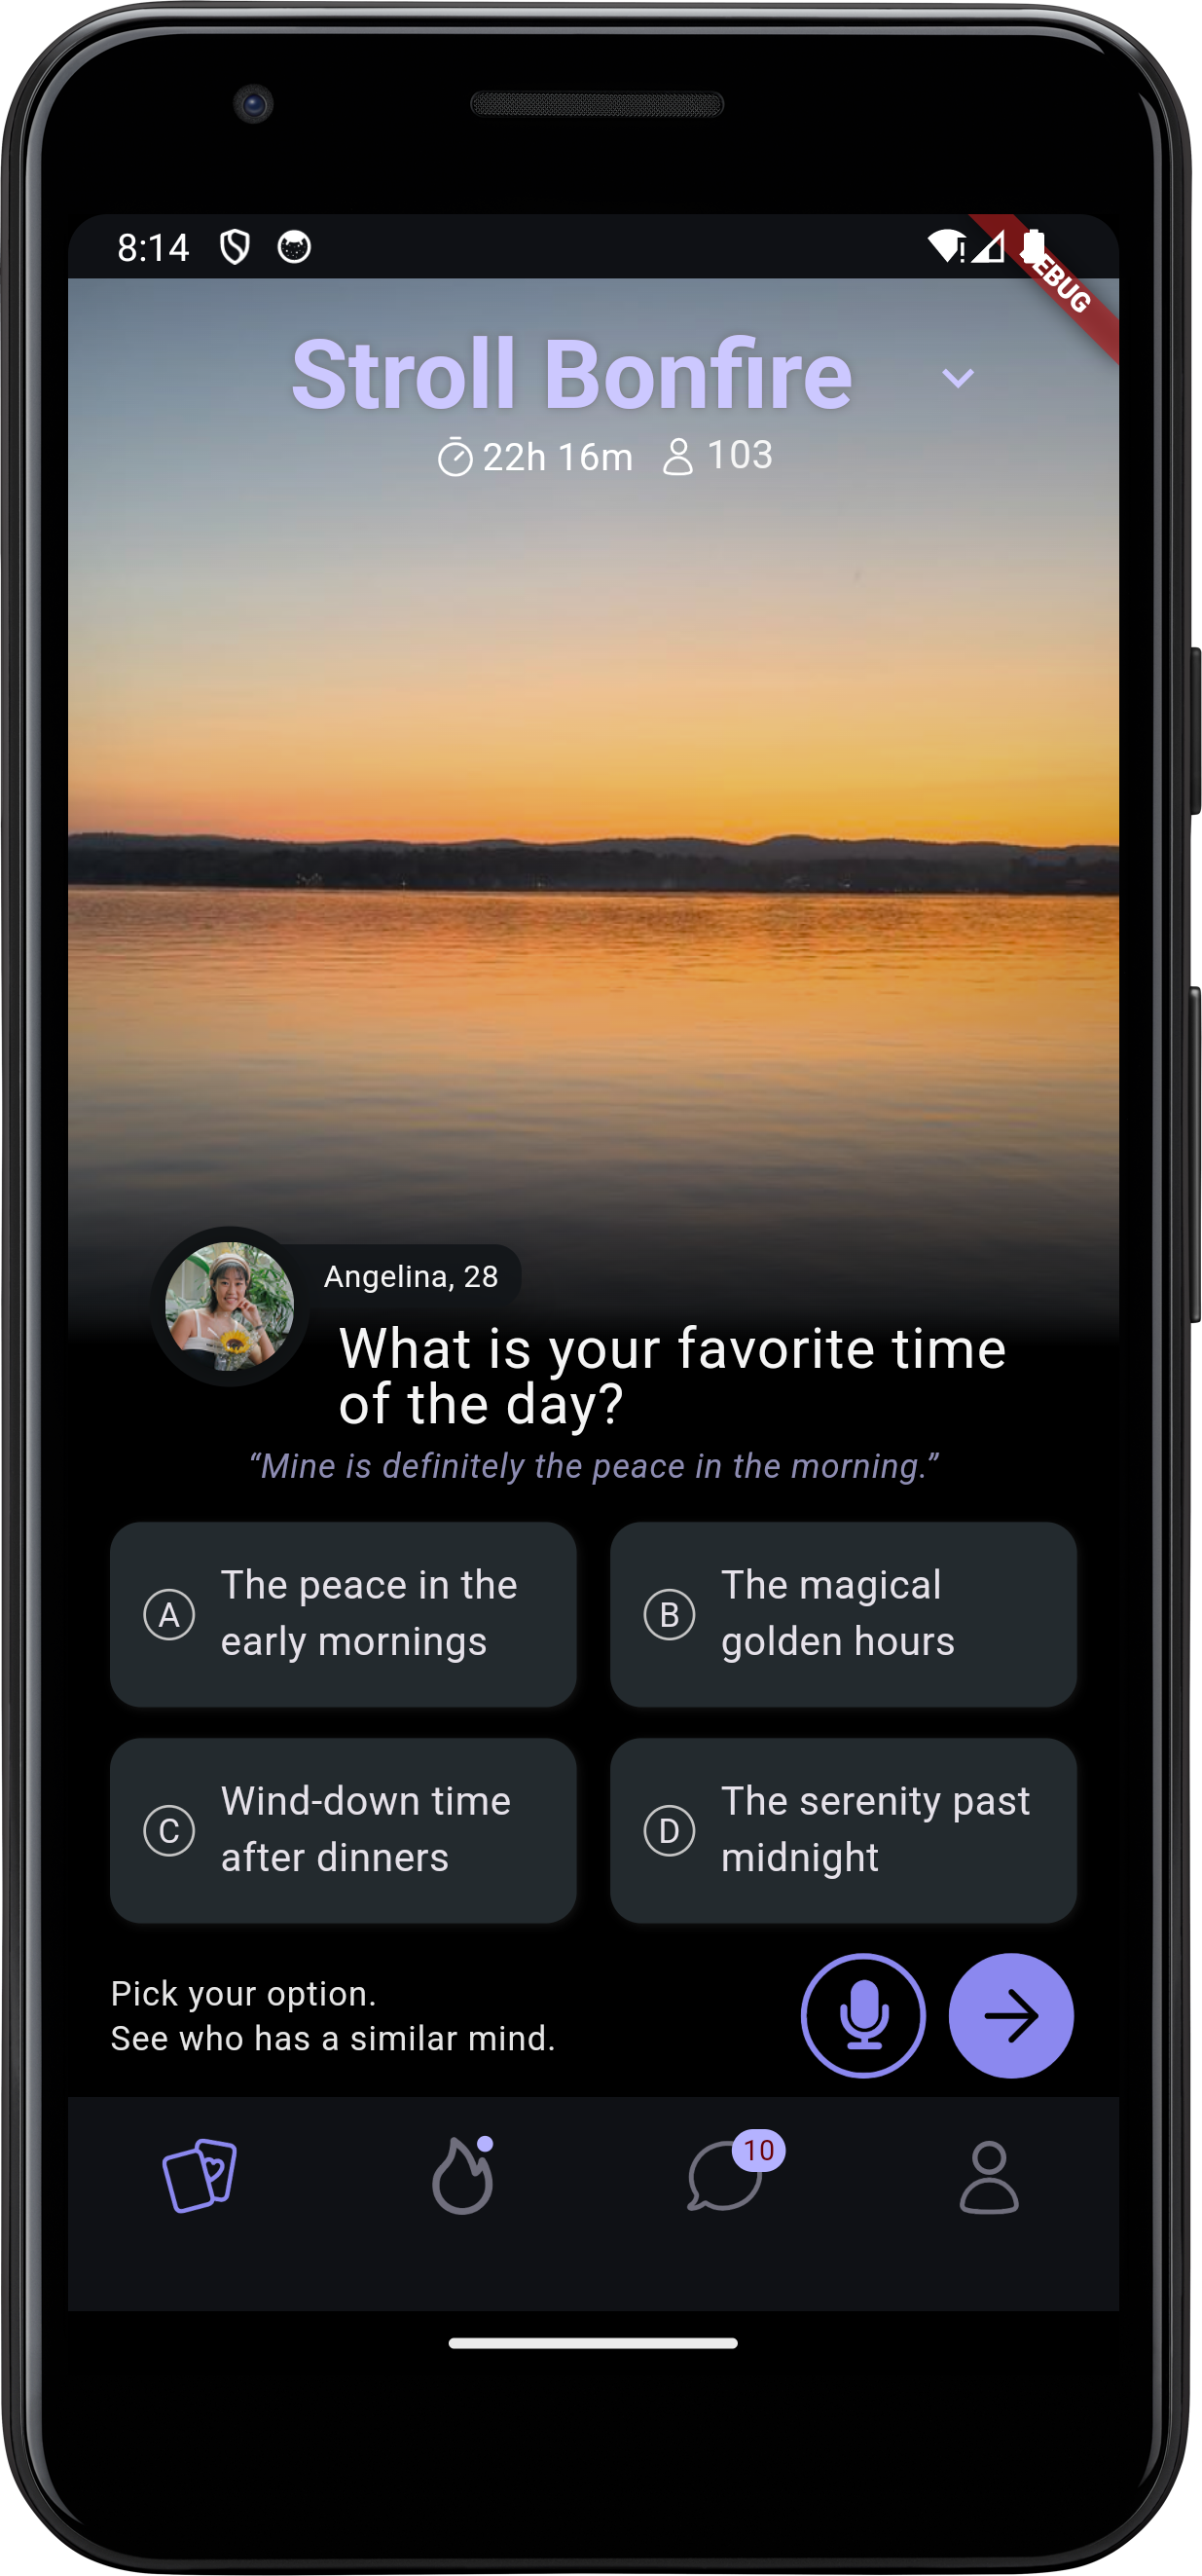 8:14
EBUG
Stroll Bonfire
22h 16m 103
Angelina, 28
What is your favorite time
of the day?
“Mine is definitely the peace in the morning.”
A The peace in the
early mornings
B The magical
golden hours
C Wind-down time
after dinners
D The serenity past
midnight
Pick your option.
See who has a similar mind.
10